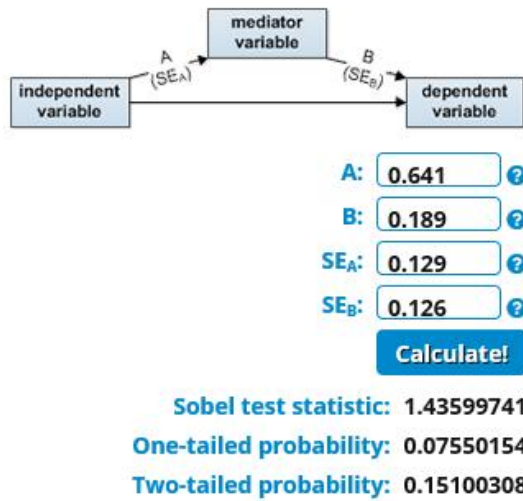 mediator
variable
A
(SEA)
B
(SEB)
independent
variable
dependent
variable
A: 0.641 ?
B: 0.189 ?
SEA: 0.129 ?
SEB: 0.126 ?
Calculate!
Sobel test statistic: 1.43599741
One-tailed probability: 0.07550154
Two-tailed probability: 0.15100308